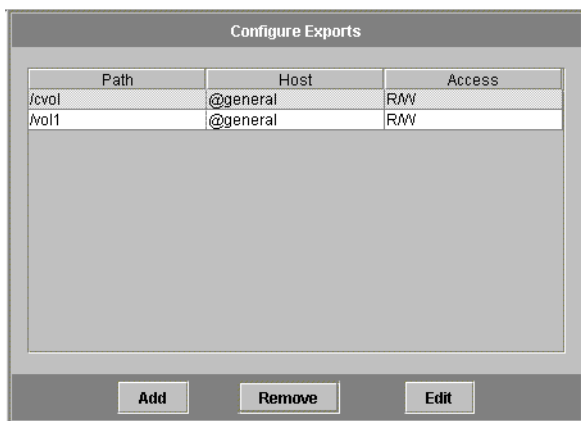 Configure Exports
Path Host Access
/cvol @general R/W
/vol1 @general R/W
Add Remove Edit